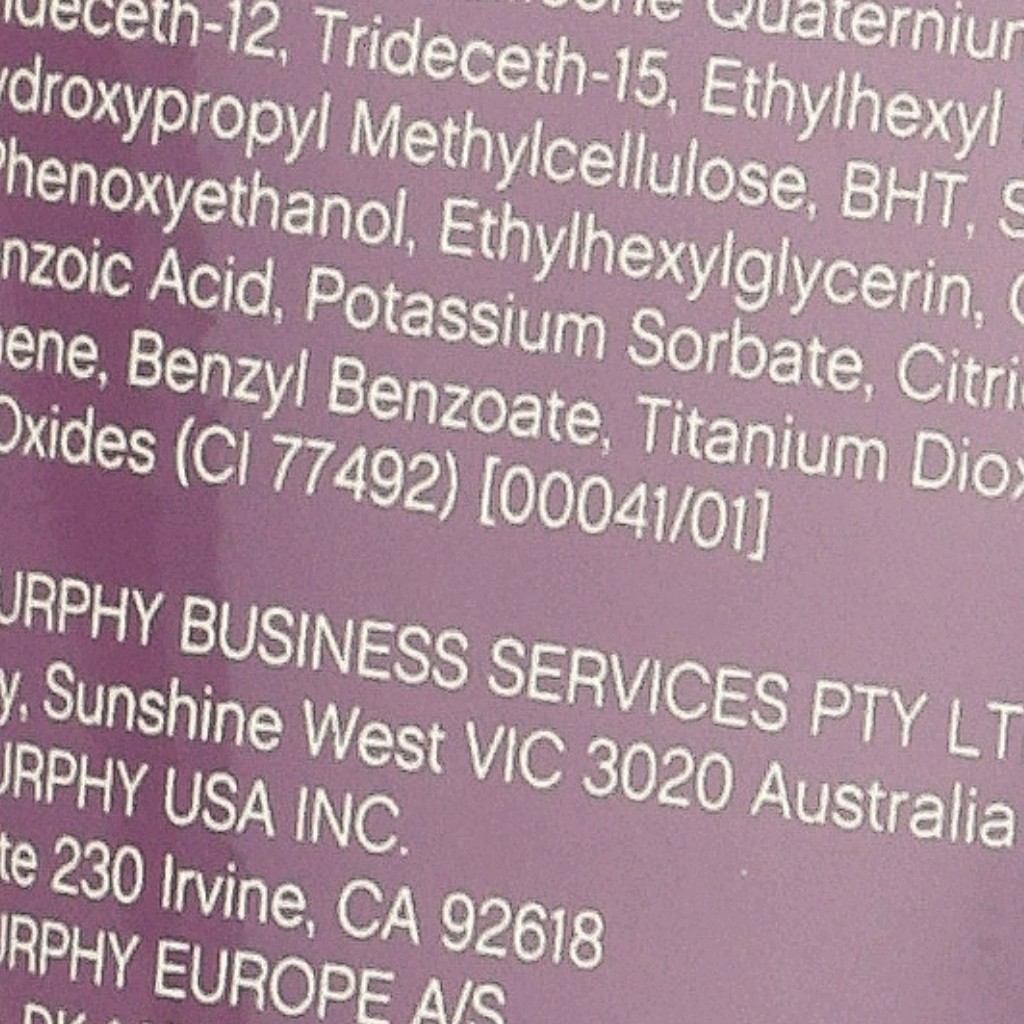 Quaternium
ideceth-12, Trideceth-15, Ethylhexyl
ydroxypropyl Methylcellulose, BHT, S
Phenoxyethanol, Ethylhexylglycerin, C
nzoic Acid, Potassium Sorbate, Citri
ene, Benzyl Benzoate, Titanium Diox
Oxides (CI 77492) [00041/01]
URPHY BUSINESS SERVICES PTY LT
y, Sunshine West VIC 3020 Australia
URPHY USA INC.
te 230 Irvine, CA 92618
URPHY EUROPE A/S